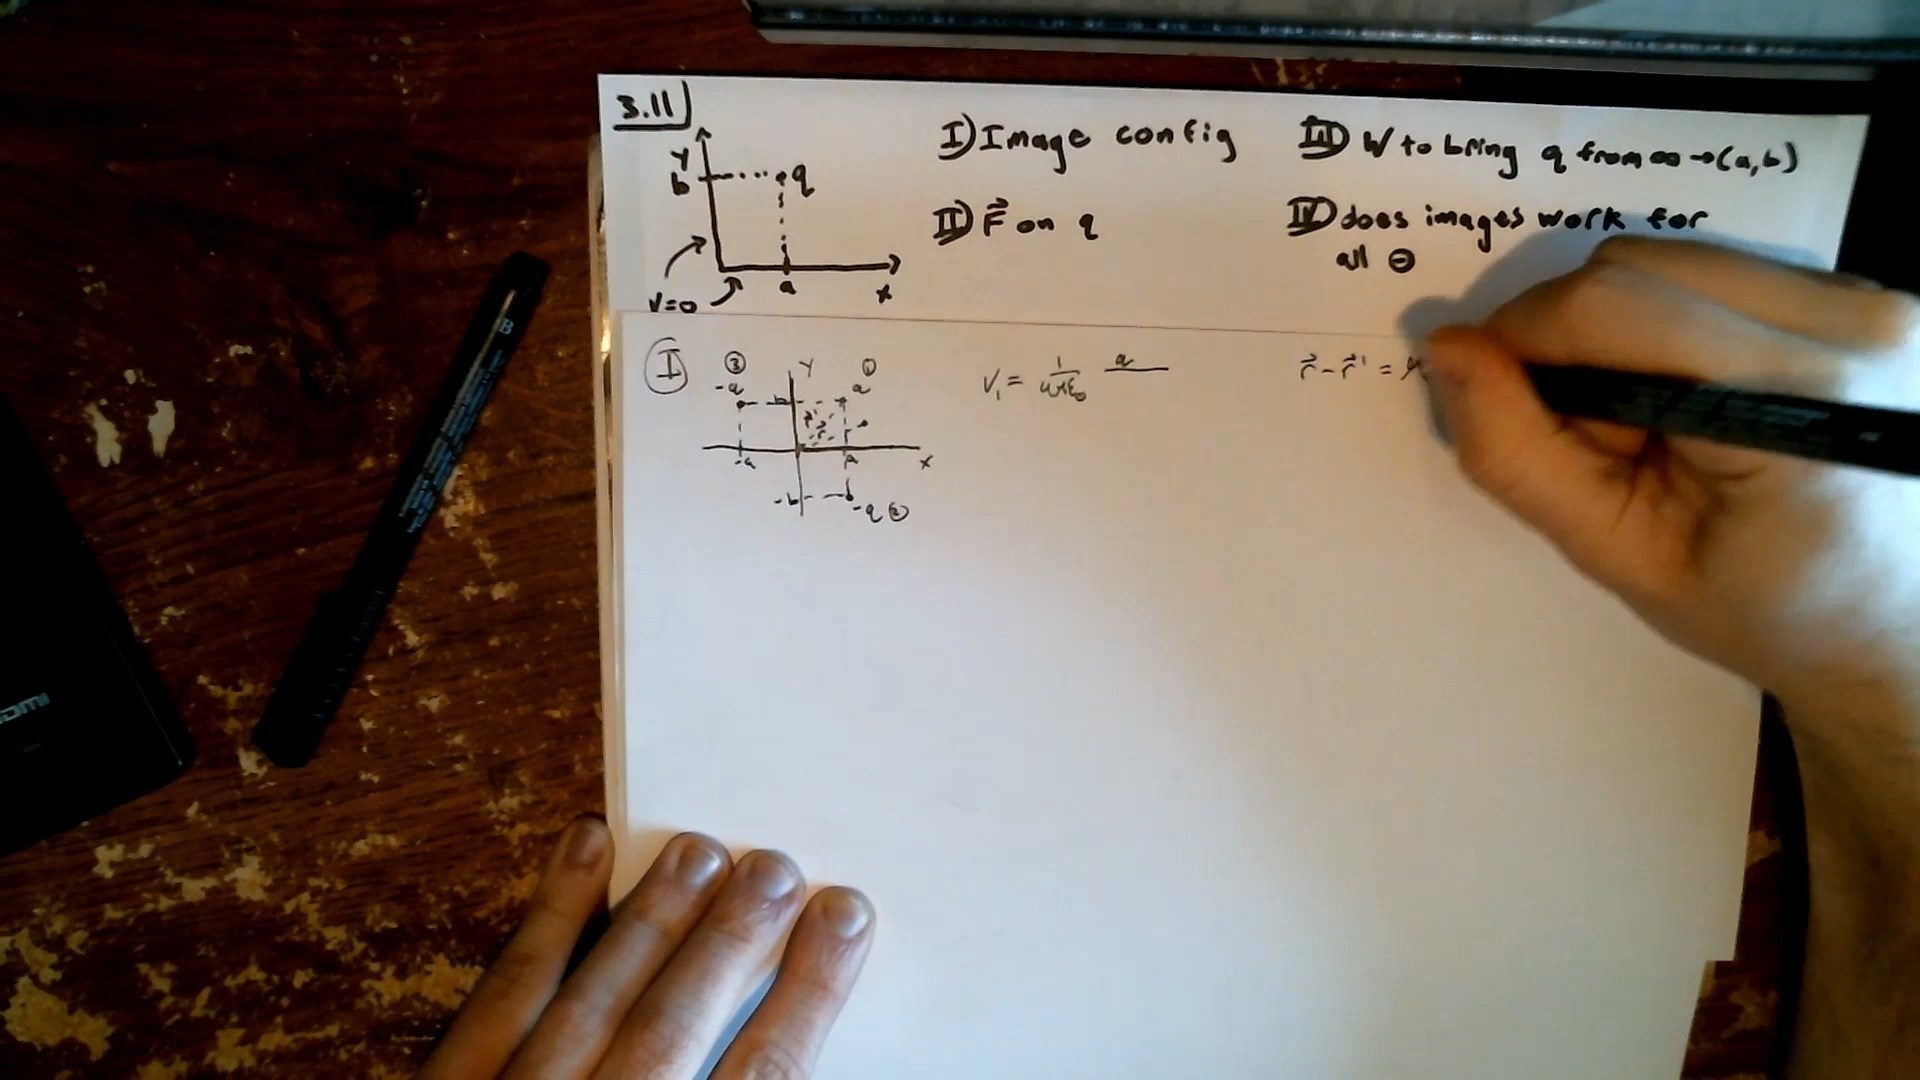 3.11)
y
b
q
a
x
V=0
I) Image config
II) F⃗ on q
III) W to bring q from ∞→(a,b)
IV) does images work for
all ⊖
I
③
-q
y
①
q
b
-a
a
x
-b
-q ②
V₁ = 1/4πε₀ q
r⃗ - r⃗' =
B